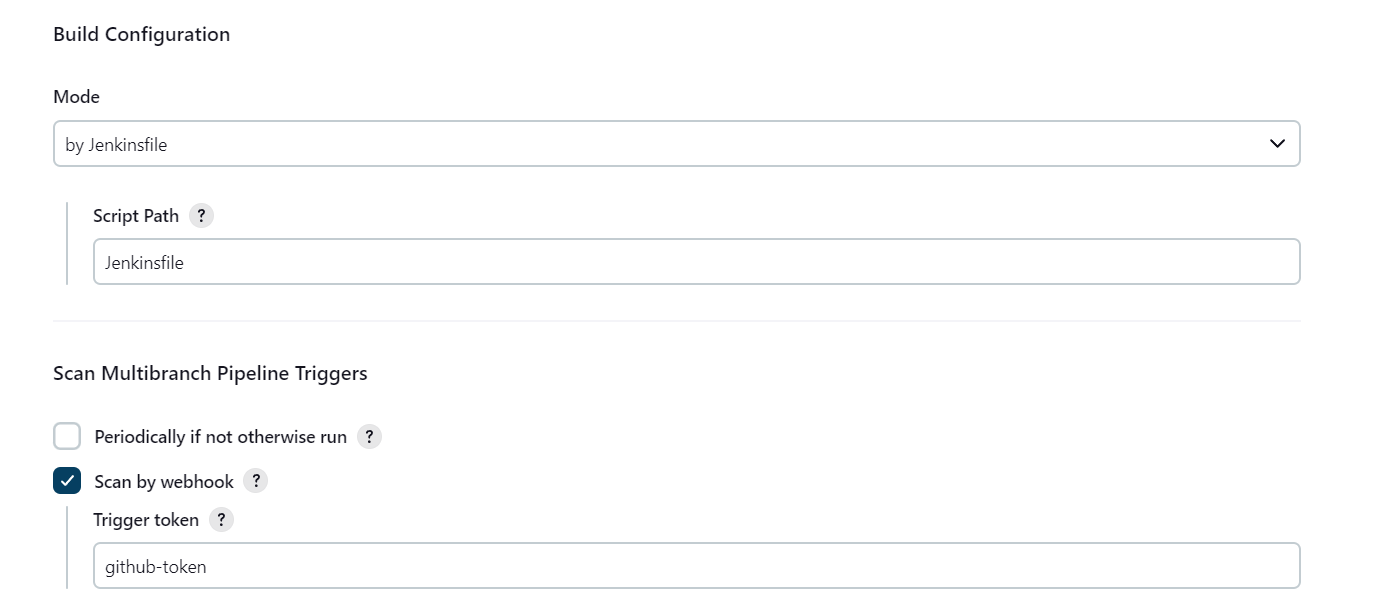 Build Configuration
Mode
by Jenkinsfile
Script Path ?
Jenkinsfile
Scan Multibranch Pipeline Triggers
Periodically if not otherwise run ?
Scan by webhook ?
Trigger token ?
github-token